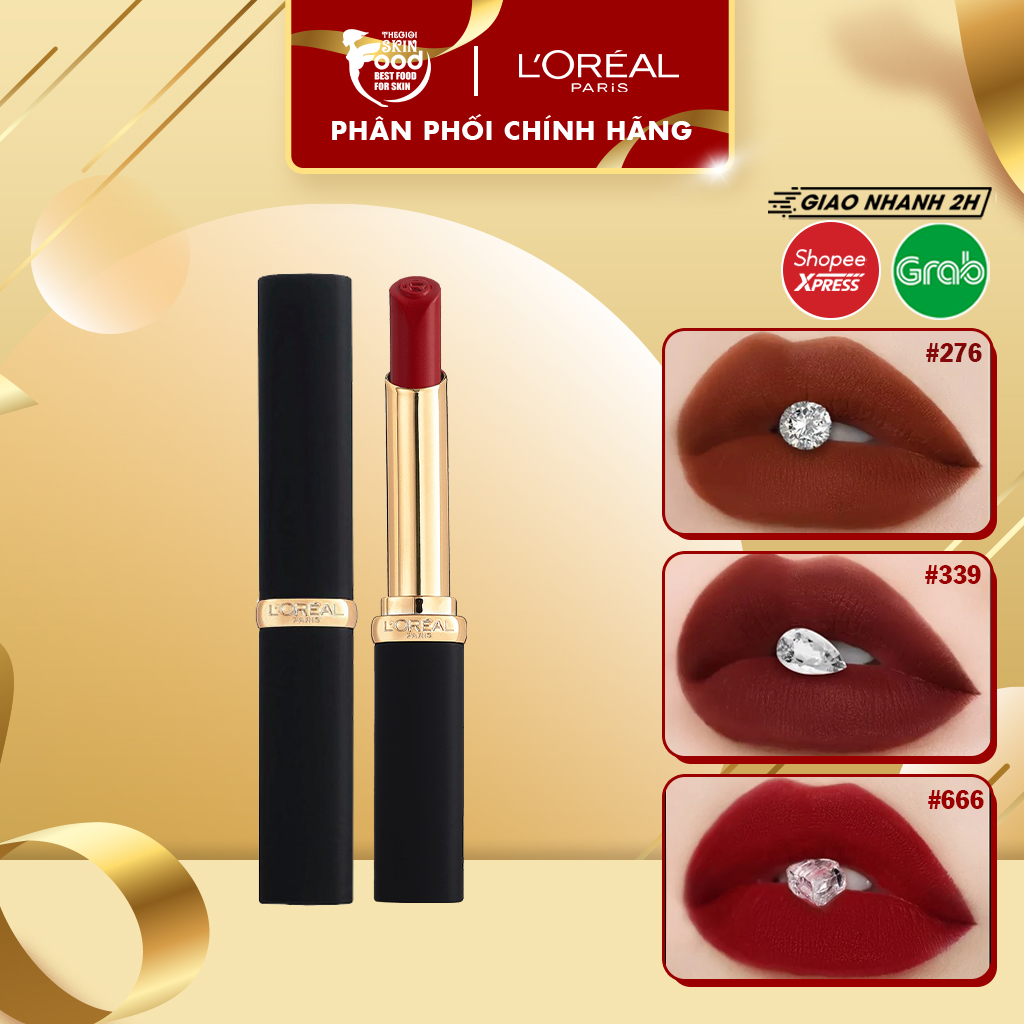 THEGIOI
SKIN
Food
BEST FOOD
FOR SKIN
L'ORÉAL
PARIS
PHÂN PHỐI CHÍNH HÃNG
GIAO NHANH 2H
Shopee
XPRESS
Grab
#276
L'ORÉAL
PARIS
L'ORÉAL
PARIS
#339
#666